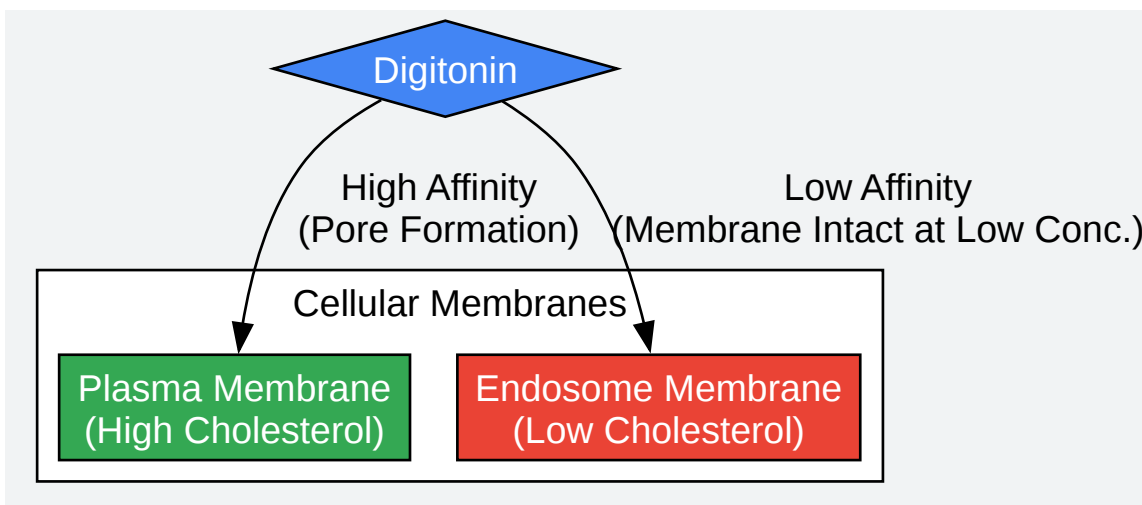 Digitonin
High Affinity
(Pore Formation)
Low Affinity
(Membrane Intact at Low Conc.)
Cellular Membranes
Plasma Membrane
(High Cholesterol)
Endosome Membrane
(Low Cholesterol)